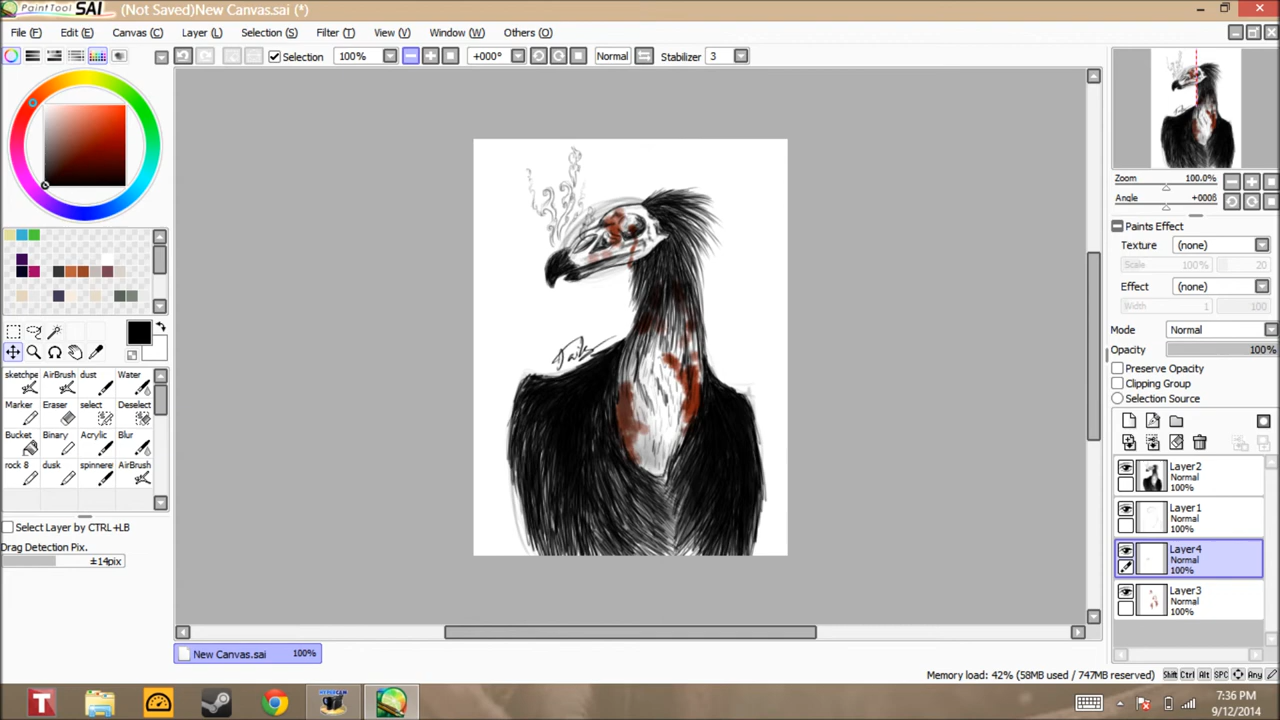 PaintTool SAI (Not Saved)New Canvas.sai (*)
File (F) Edit (E) Canvas (C) Layer (L) Selection (S) Filter (T) View (V) Window (W) Others (O)
Selection 100% +000° Normal Stabilizer 3
Zoom 100.0%
Angle +000δ
Paints Effect
Texture (none)
Scale 100% 20
Effect (none)
Width 1 100
Mode Normal
Opacity 100%
Preserve Opacity
Clipping Group
Selection Source
sketchpe AirBrush dust Water
Marker Eraser select Deselect
Bucket Binary Acrylic Blur
rock 8 dusk spinnere AirBrush
Select Layer by CTRL+LB
Drag Detection Pix.
±14pix
Layer2
Normal
100%
Layer1
Normal
100%
Layer4
Normal
100%
Layer3
Normal
100%
New Canvas.sai 100%
Memory load: 42% (58MB used / 747MB reserved) Shift Ctrl Alt SPC Any
T HYPERCAM
7:36 PM
9/12/2014